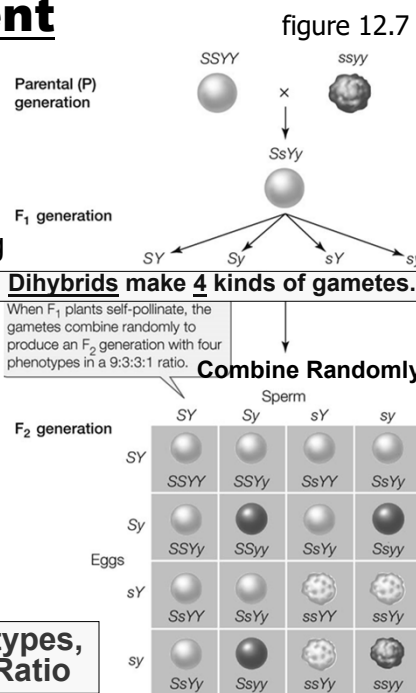 ent
figure 12.7
SSYY
ssyy
Parental (P)
generation
×
SsYy
F1 generation
g
SY Sy sY sy
Dihybrids make 4 kinds of gametes.
When F1 plants self-pollinate, the
gametes combine randomly to
produce an F2 generation with four
phenotypes in a 9:3:3:1 ratio.
Combine Randomly
Sperm
SY Sy sY sy
F2 generation
SY
SSYY SSYy SsYY SsYy
Sy
SSYy SSyy SsYy Ssyy
Eggs
sY
SsYY SsYy ssYY ssYy
types,
Ratio
sy
SsYy Ssyy ssYy ssyy